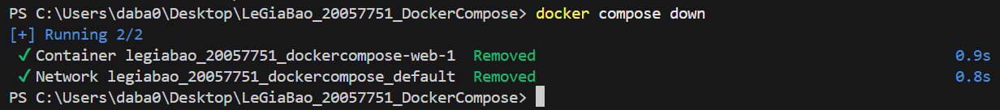 PS C:\Users\daba0\Desktop\LeGiaBao_20057751_DockerCompose> docker compose down
[+] Running 2/2
✓ Container legiabao_20057751_dockercompose-web-1 Removed 0.9s
✓ Network legiabao_20057751_dockercompose_default Removed 0.8s
PS C:\Users\daba0\Desktop\LeGiaBao_20057751_DockerCompose>